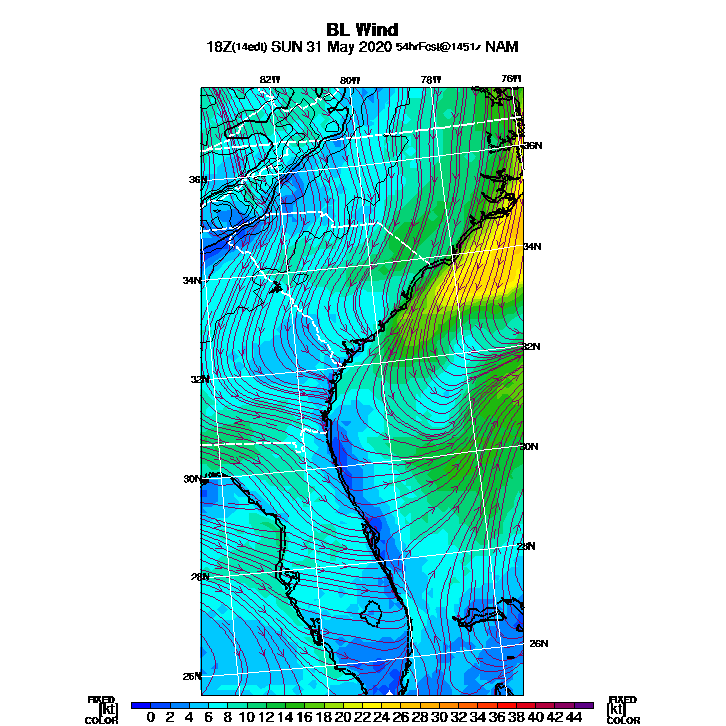 BL Wind
18Z(14edt) SUN 31 May 2020 54hrFcst@1451z NAM
82W 80W 78W 76W
36N
36N
34N
34N
32N
32N
30N
30N
28N
28N
26N
26N
FIXED FIXED
[kt] 0 2 4 6 8 10 12 14 16 18 20 22 24 26 28 30 32 34 36 38 40 42 44 [kt]
COLOR COLOR